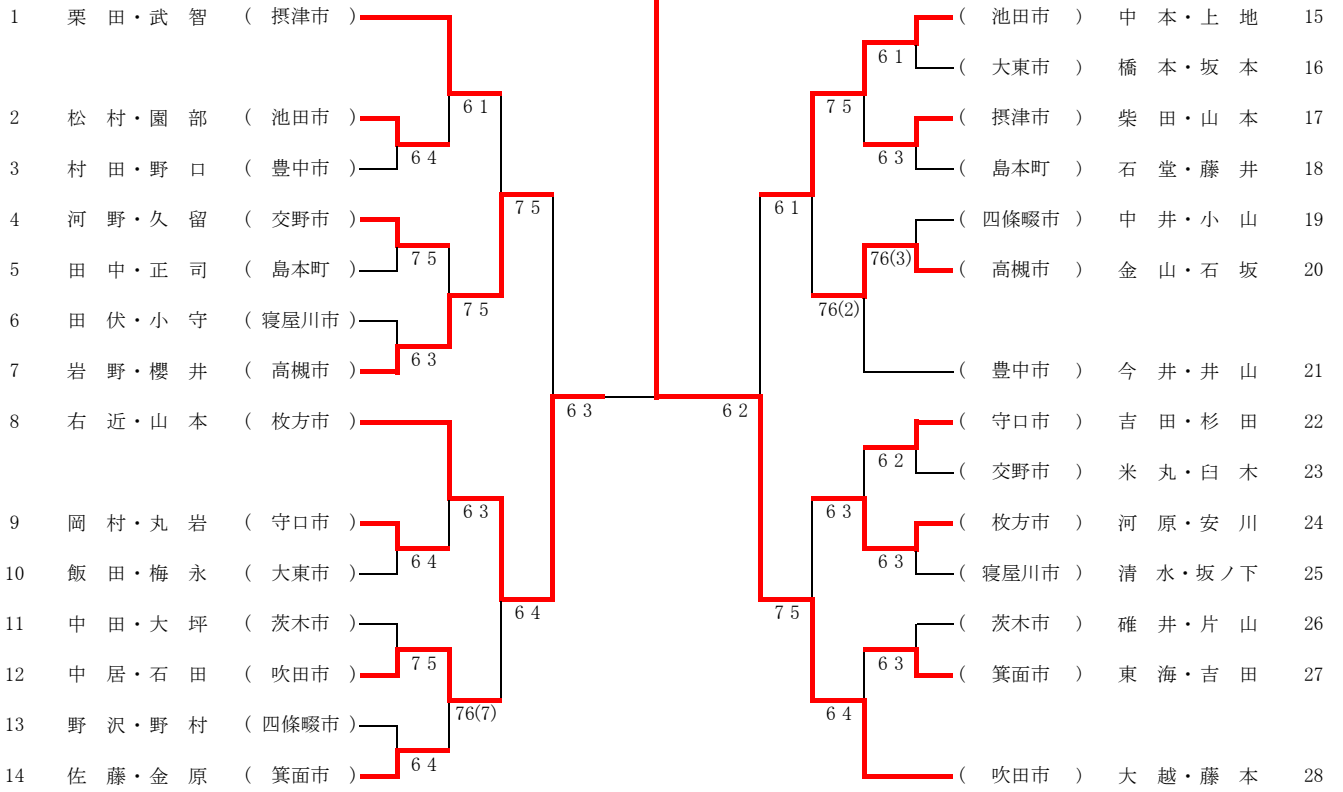 1 栗 田・武 智 ( 摂津市 )
6 1
2 松 村・園 部 ( 池田市 )
6 4
3 村 田・野 口 ( 豊中市 )
7 5
4 河 野・久 留 ( 交野市 )
7 5
5 田 中・正 司 ( 島本町 )
7 5
6 田 伏・小 守 ( 寝屋川市 )
6 3
7 岩 野・櫻 井 ( 高槻市 )
6 3
8 右 近・山 本 ( 枚方市 )
6 3
9 岡 村・丸 岩 ( 守口市 )
6 4
10 飯 田・梅 永 ( 大東市 )
6 4
11 中 田・大 坪 ( 茨木市 )
7 5
12 中 居・石 田 ( 吹田市 )
76(7)
13 野 沢・野 村 ( 四條畷市 )
6 4
14 佐 藤・金 原 ( 箕面市 )
( 池田市 ) 中 本・上 地 15
6 1
( 大東市 ) 橋 本・坂 本 16
7 5
( 摂津市 ) 柴 田・山 本 17
6 3
( 島本町 ) 石 堂・藤 井 18
6 1
( 四條畷市 ) 中 井・小 山 19
76(3)
( 高槻市 ) 金 山・石 坂 20
76(2)
( 豊中市 ) 今 井・井 山 21
6 2
( 守口市 ) 吉 田・杉 田 22
6 2
( 交野市 ) 米 丸・臼 木 23
6 3
( 枚方市 ) 河 原・安 川 24
6 3
( 寝屋川市 ) 清 水・坂ノ下 25
7 5
( 茨木市 ) 碓 井・片 山 26
6 3
( 箕面市 ) 東 海・吉 田 27
6 4
( 吹田市 ) 大 越・藤 本 28